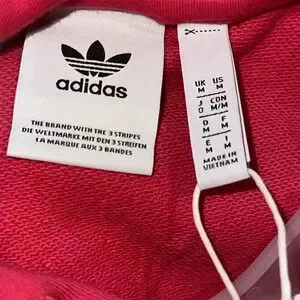 adidas
THE BRAND WITH THE 3 STRIPES
DIE WELTMARKE MIT DEN 3 STREIFEN
LA MARQUE AUX 3 BANDES
UK US
M M
J CON
O M/M
D F
M M
E I
M M
MADE IN
VIETNAM